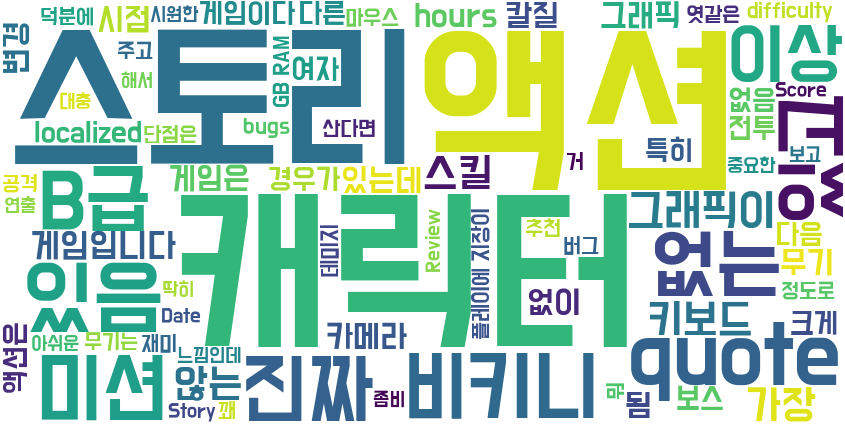 덕분에
시점
시원한
게임이다
다른
마우스
hours
칼질
그래픽
엿같은
difficulty
변경
스토리
주고
해서
대충
GB RAM
여자
액션
이상
없음
Score
전투
localized
단점은
bugs
산다면
특히
거
중요한
보고
공격
연출
B급
게임은
경우가
있는데
스킬
그래픽이
다음
게임입니다
캐릭터
데미지
Review
플레이에 지장이
추천
버그
없는
무기
정도로
있음
딱히
Date
없이
키보드
크게
액션은
아쉬운
무기는
재미
느낌인데
카메라
미션
않는
진짜
비키니
quote
Story
꽤
좀비
뭐
됨
보스
가장